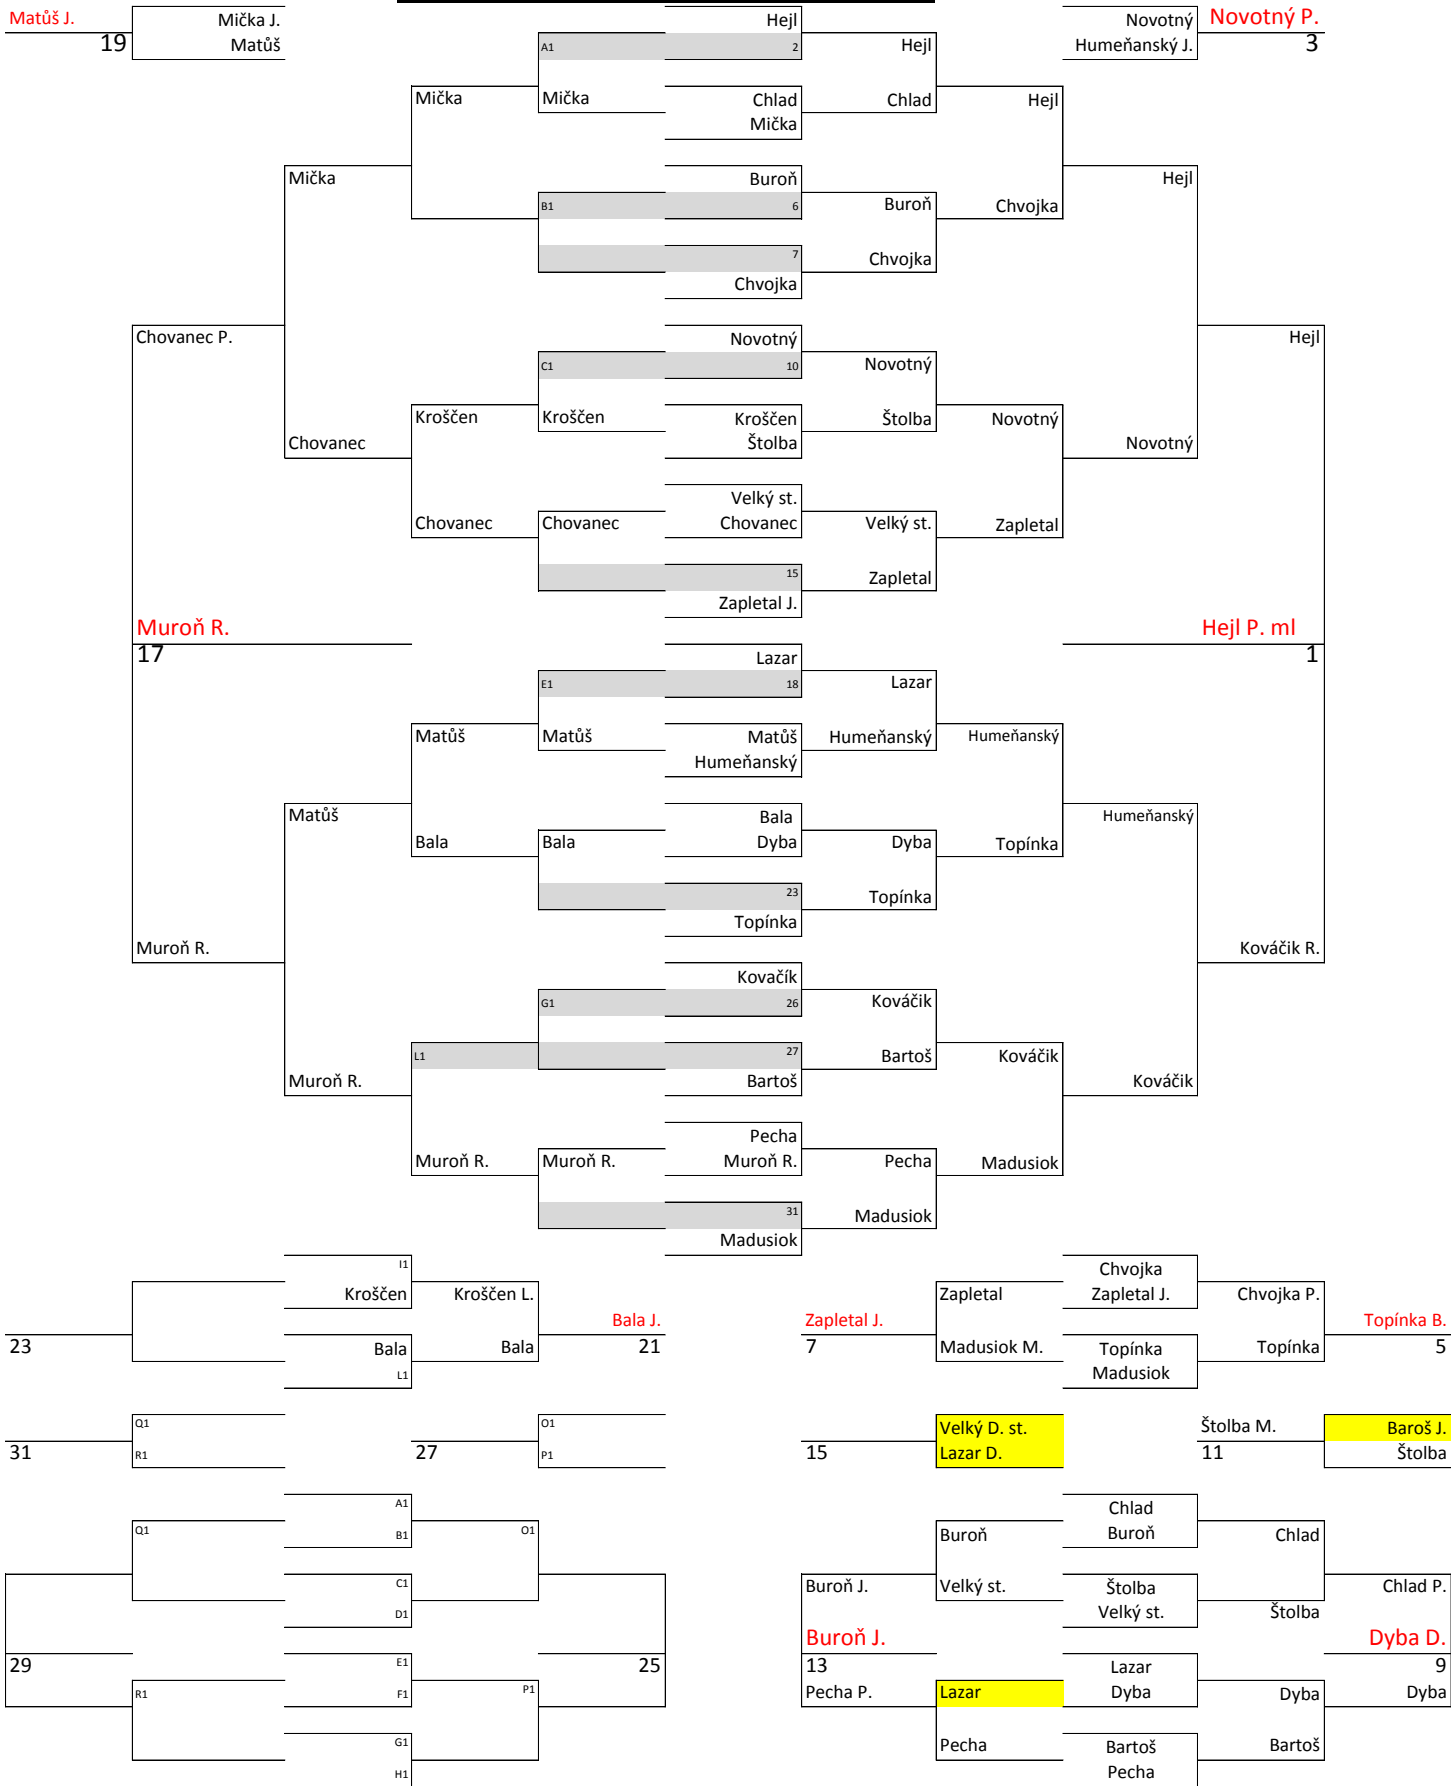 Matůš J. Mička J. Hejl Novotný Novotný P.
19 Matůš A1 2 Hejl Humeňanský J. 3
Mička Mička Chlad Chlad Hejl
Mička
Mička Buroň Hejl
B1 6 Buroň Chvojka
7 Chvojka
Chvojka
Chovanec P. Novotný Hejl
C1 10 Novotný
Kroščen Kroščen Kroščen Štolba Novotný
Chovanec Štolba Novotný
Velký st.
Chovanec Chovanec Chovanec Velký st. Zapletal
15 Zapletal
Zapletal J.
Muroň R. Hejl P. ml
17 Lazar 1
E1 18 Lazar
Matůš Matůš Matůš Humeňanský Humeňanský
Humeňanský
Matůš Bala Humeňanský
Bala Bala Dyba Dyba Topínka
23 Topínka
Topínka
Muroň R. Kováčik R.
Kovačík
G1 26 Kováčik
L1 27 Bartoš Kováčik
Muroň R. Bartoš Kováčik
Pecha
Muroň R. Muroň R. Muroň R. Pecha Madusiok
31 Madusiok
Madusiok
I1 Chvojka
Kroščen Kroščen L. Zapletal Zapletal J. Chvojka P.
Bala J. Zapletal J. Topínka B.
23 Bala Bala 21 7 Madusiok M. Topínka Topínka 5
L1 Madusiok
Q1 O1 Velký D. st. Štolba M. Baroš J.
31 R1 27 P1 15 Lazar D. 11 Štolba
A1 Chlad
Q1 B1 O1 Buroň Buroň Chlad
C1 Buroň J. Velký st. Štolba Chlad P.
D1 Velký st. Štolba
Buroň J. Dyba D.
29 E1 25 13 Lazar 9
R1 F1 P1 Pecha P. Lazar Dyba Dyba Dyba
G1 Pecha Bartoš Bartoš
H1 Pecha